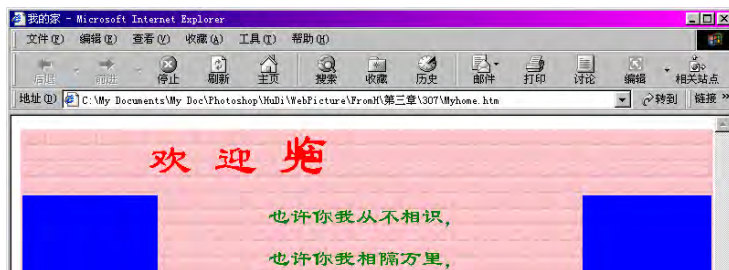 我的家 - Microsoft Internet Explorer
文件(F) 编辑(E) 查看(V) 收藏(A) 工具(T) 帮助(H)
后退 前进 停止 刷新 主页 搜索 收藏 历史 邮件 打印 讨论 编辑 相关站点
地址(D) C:\My Documents\My Doc\Photoshop\HuDi\WebPicture\FromH\第三章\307\Myhome.htm 转到 链接 »
欢 迎
也许你我从不相识,
也许你我相隔万里,